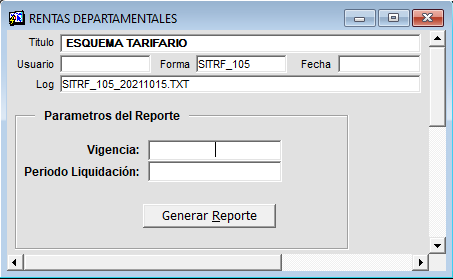 RENTAS DEPARTAMENTALES
Titulo ESQUEMA TARIFARIO
Usuario Forma SITRF_105 Fecha
Log SITRF_105_20211015.TXT
Parametros del Reporte
Vigencia:
Periodo Liquidación:
Generar Reporte